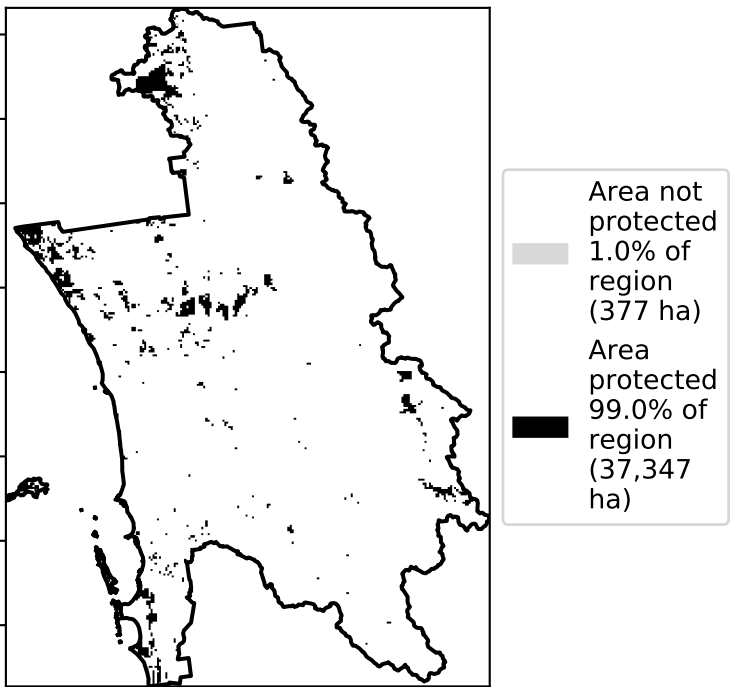 Area not
protected
1.0% of
region
(377 ha)
Area
protected
99.0% of
region
(37,347
ha)